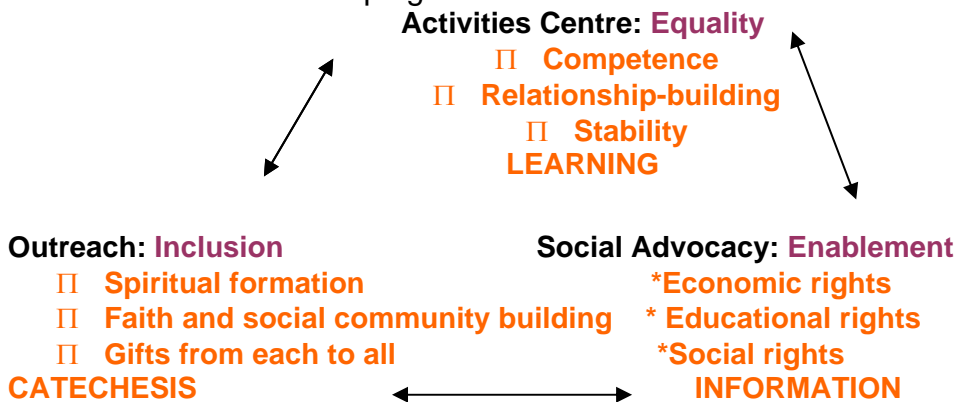 Activities Centre: Equality
Π Competence
Π Relationship-building
Π Stability
LEARNING
Outreach: Inclusion Social Advocacy: Enablement
Π Spiritual formation *Economic rights
Π Faith and social community building * Educational rights
Π Gifts from each to all *Social rights
CATECHESIS INFORMATION